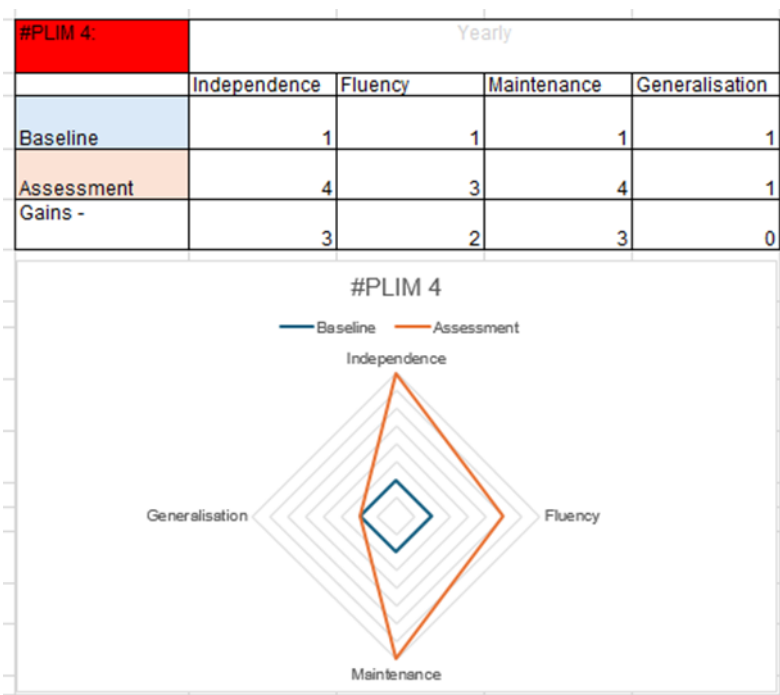 #PLIM 4: Yearly
Independence Fluency Maintenance Generalisation
Baseline 1 1 1 1
Assessment 4 3 4 1
Gains - 3 2 3 0
#PLIM 4
Baseline Assessment
Independence
Generalisation Fluency
Maintenance